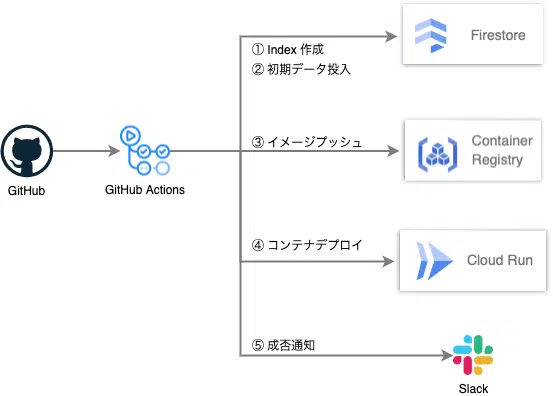 ① Index 作成
② 初期データ投入
Firestore
③ イメージプッシュ
Container
Registry
GitHub
GitHub Actions
④ コンテナデプロイ
Cloud Run
⑤ 成否通知
Slack